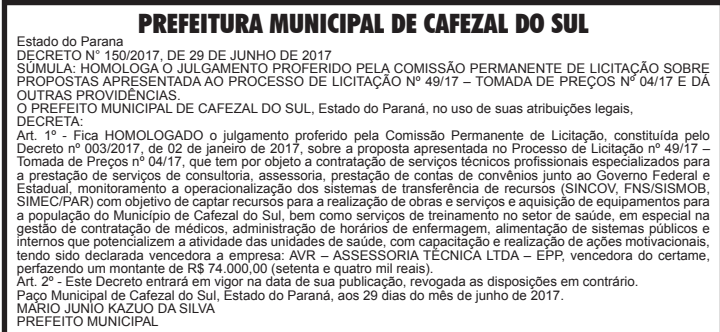 PREFEITURA MUNICIPAL DE CAFEZAL DO SUL
Estado do Parana
DECRETO N° 150/2017, DE 29 DE JUNHO DE 2017
SÚMULA: HOMOLOGA O JULGAMENTO PROFERIDO PELA COMISSÃO PERMANENTE DE LICITAÇÃO SOBRE
PROPOSTAS APRESENTADA AO PROCESSO DE LICITAÇÃO Nº 49/17 – TOMADA DE PREÇOS Nº 04/17 E DÁ
OUTRAS PROVIDÊNCIAS.
O PREFEITO MUNICIPAL DE CAFEZAL DO SUL, Estado do Paraná, no uso de suas atribuições legais,
DECRETA:
Art. 1º - Fica HOMOLOGADO o julgamento proferido pela Comissão Permanente de Licitação, constituída pelo
Decreto nº 003/2017, de 02 de janeiro de 2017, sobre a proposta apresentada no Processo de Licitação nº 49/17 –
Tomada de Preços nº 04/17, que tem por objeto a contratação de serviços técnicos profissionais especializados para
a prestação de serviços de consultoria, assessoria, prestação de contas de convênios junto ao Governo Federal e
Estadual, monitoramento a operacionalização dos sistemas de transferência de recursos (SINCOV, FNS/SISMOB,
SIMEC/PAR) com objetivo de captar recursos para a realização de obras e serviços e aquisição de equipamentos para
a população do Município de Cafezal do Sul, bem como serviços de treinamento no setor de saúde, em especial na
gestão de contratação de médicos, administração de horários de enfermagem, alimentação de sistemas públicos e
internos que potencializem a atividade das unidades de saúde, com capacitação e realização de ações motivacionais,
tendo sido declarada vencedora a empresa: AVR – ASSESSORIA TÉCNICA LTDA – EPP, vencedora do certame,
perfazendo um montante de R$ 74.000,00 (setenta e quatro mil reais).
Art. 2º - Este Decreto entrará em vigor na data de sua publicação, revogada as disposições em contrário.
Paço Municipal de Cafezal do Sul, Estado do Paraná, aos 29 dias do mês de junho de 2017.
MARIO JUNIO KAZUO DA SILVA
PREFEITO MUNICIPAL